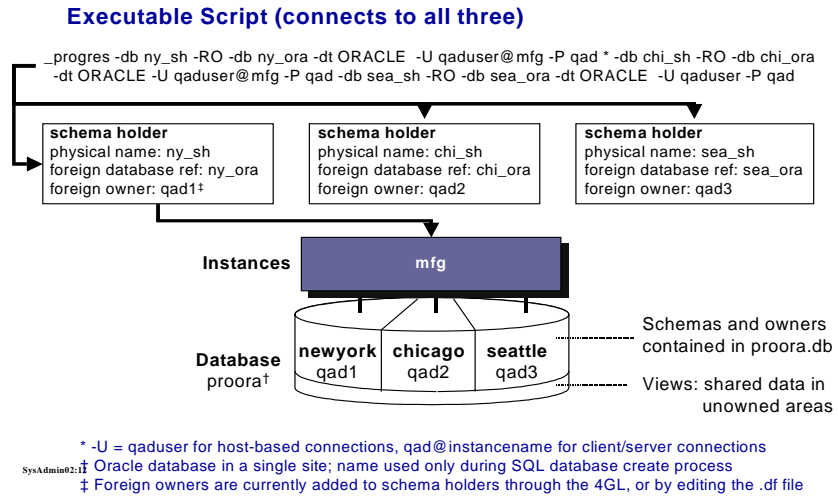 Executable Script (connects to all three)
_progres -db ny_sh -RO -db ny_ora -dt ORACLE -U qaduser@mfg -P qad * -db chi_sh -RO -db chi_ora
-dt ORACLE -U qaduser@mfg -P qad -db sea_sh -RO -db sea_ora -dt ORACLE -U qaduser -P qad
schema holder
physical name: ny_sh
foreign database ref: ny_ora
foreign owner: qad1‡
schema holder
physical name: chi_sh
foreign database ref: chi_ora
foreign owner: qad2
schema holder
physical name: sea_sh
foreign database ref: sea_ora
foreign owner: qad3
Instances
mfg
Database
proora†
newyork
qad1
chicago
qad2
seattle
qad3
Schemas and owners
contained in proora.db
Views: shared data in
unowned areas
* -U = qaduser for host-based connections, qad@instancename for client/server connections
Oracle database in a single site; name used only during SQL database create process
‡ Foreign owners are currently added to schema holders through the 4GL, or by editing the .df file